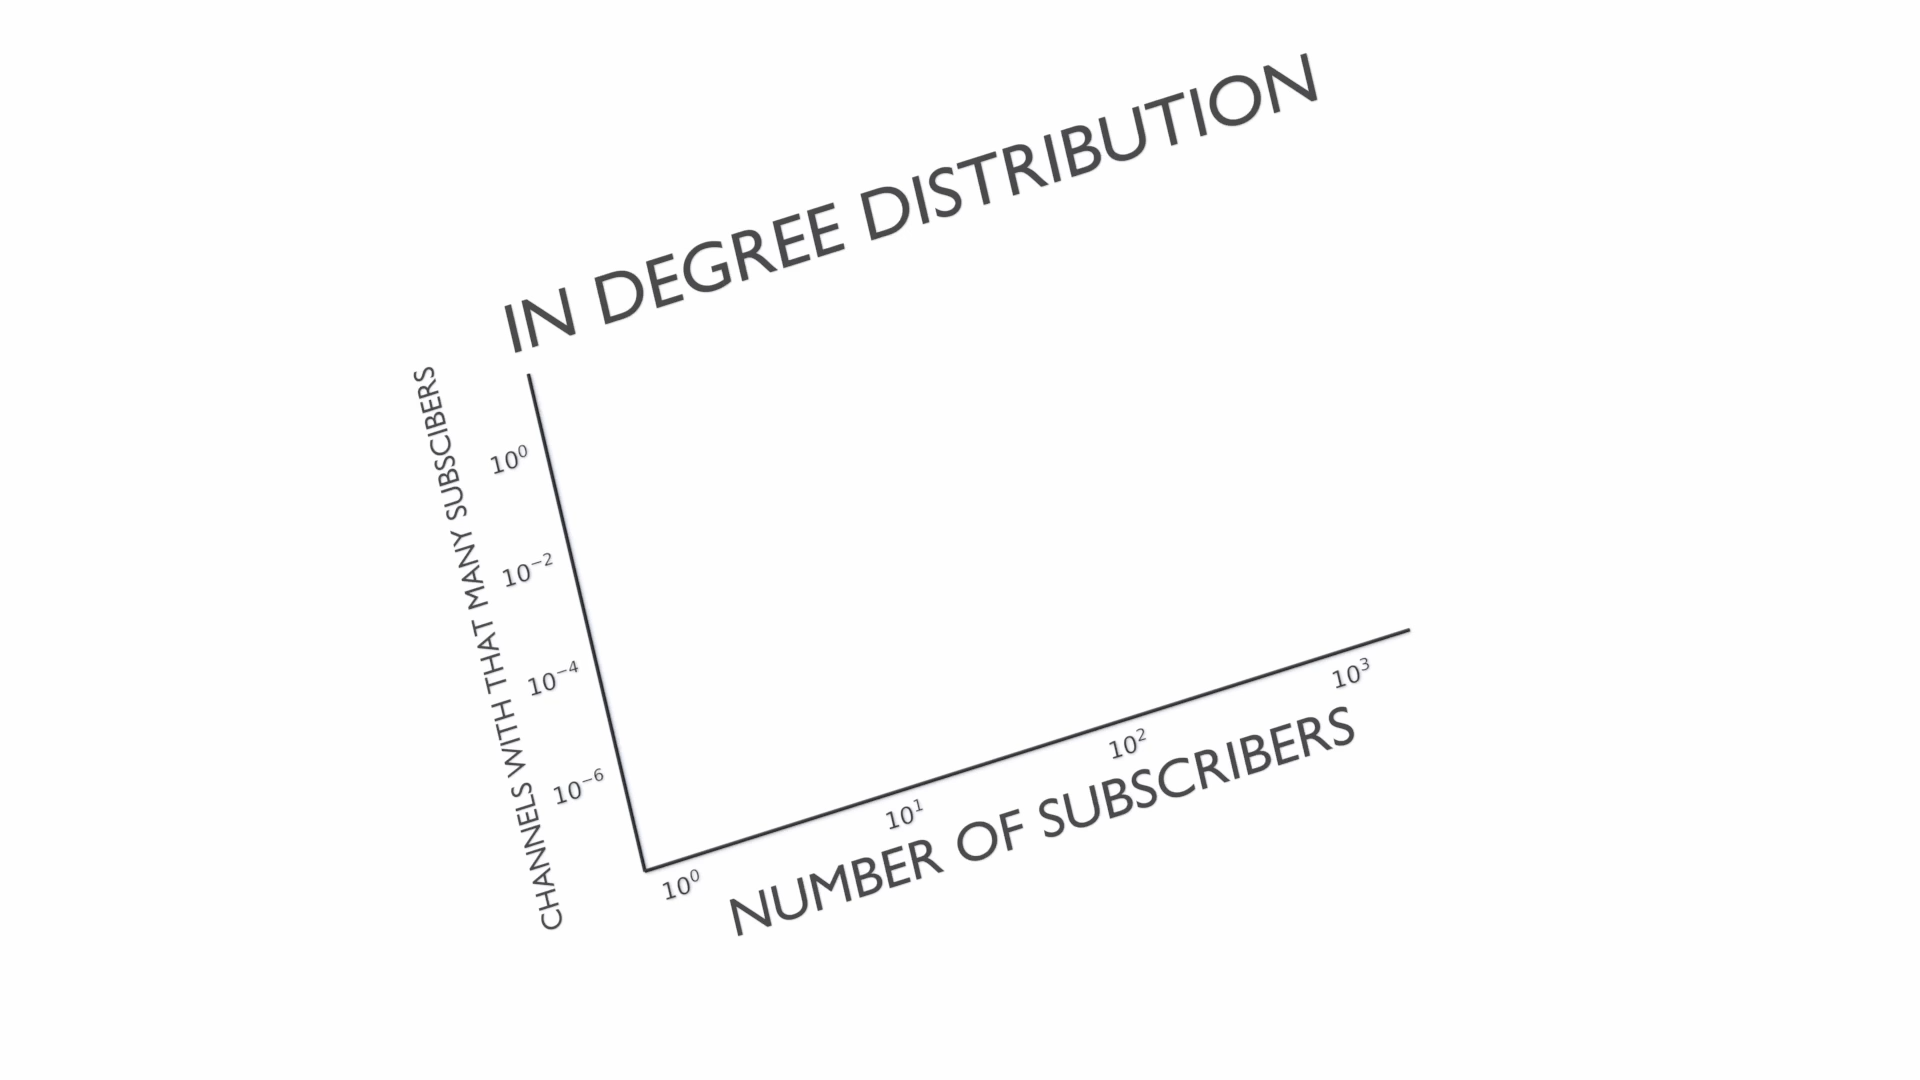 IN DEGREE DISTRIBUTION
CHANNELS WITH THAT MANY SUBSCIBERS
10⁰
10⁻²
10⁻⁴
10⁻⁶
10⁰
10¹
10²
10³
NUMBER OF SUBSCRIBERS